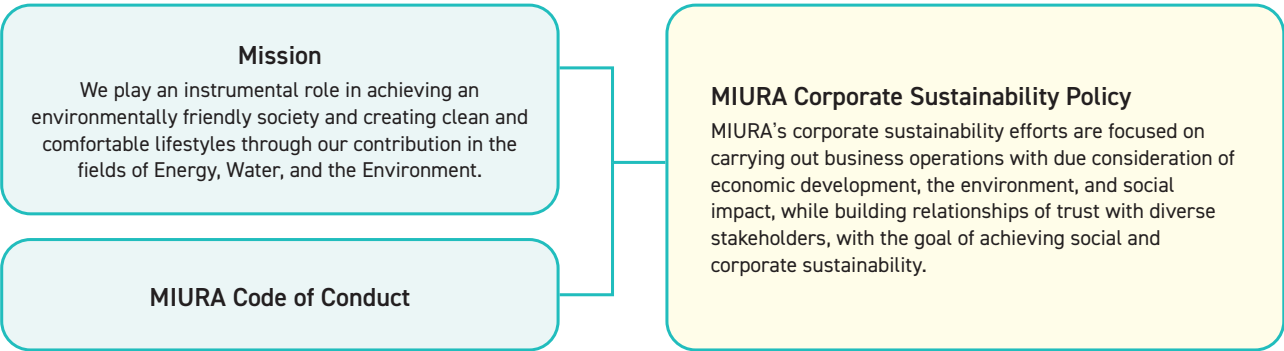 Mission
We play an instrumental role in achieving an
environmentally friendly society and creating clean and
comfortable lifestyles through our contribution in the
fields of Energy, Water, and the Environment.
MIURA Code of Conduct
MIURA Corporate Sustainability Policy
MIURA's corporate sustainability efforts are focused on
carrying out business operations with due consideration of
economic development, the environment, and social
impact, while building relationships of trust with diverse
stakeholders, with the goal of achieving social and
corporate sustainability.